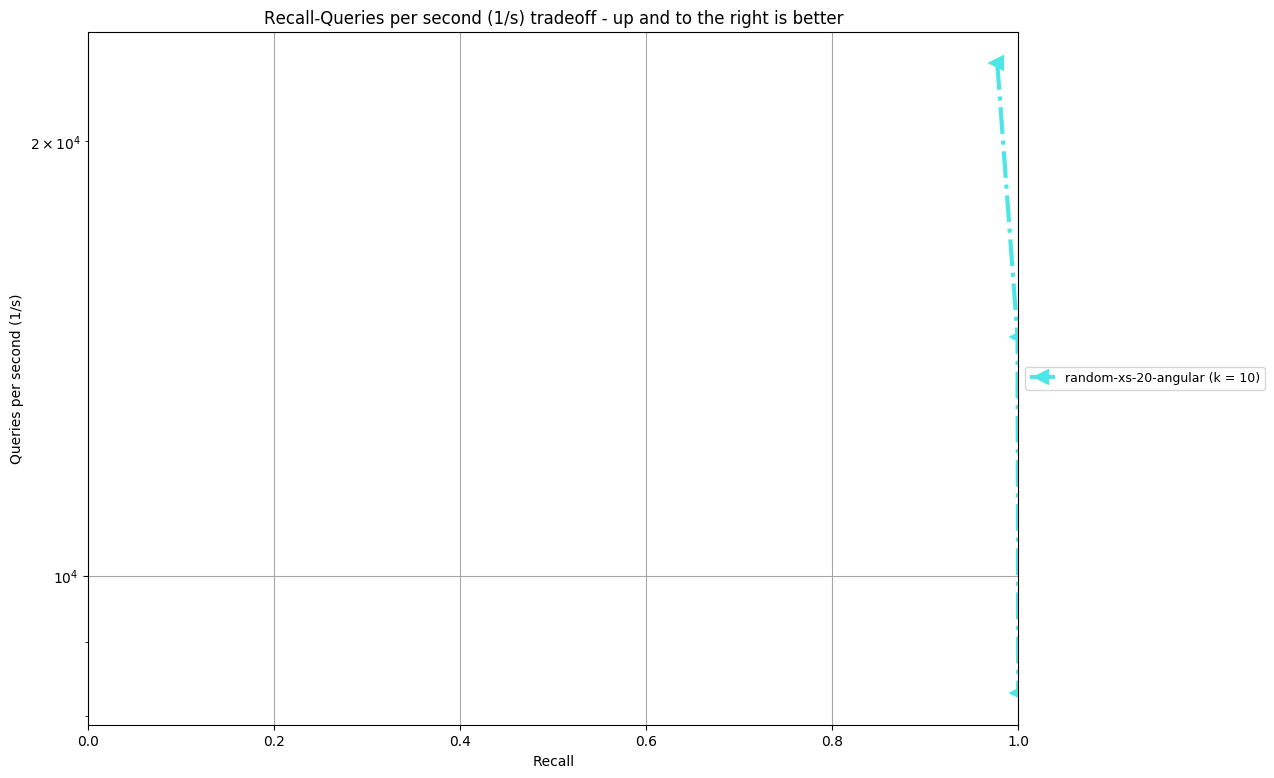 Recall-Queries per second (1/s) tradeoff - up and to the right is better
Queries per second (1/s)
2 × 10⁴
10⁴
0.0 0.2 0.4 0.6 0.8 1.0
Recall
random-xs-20-angular (k = 10)